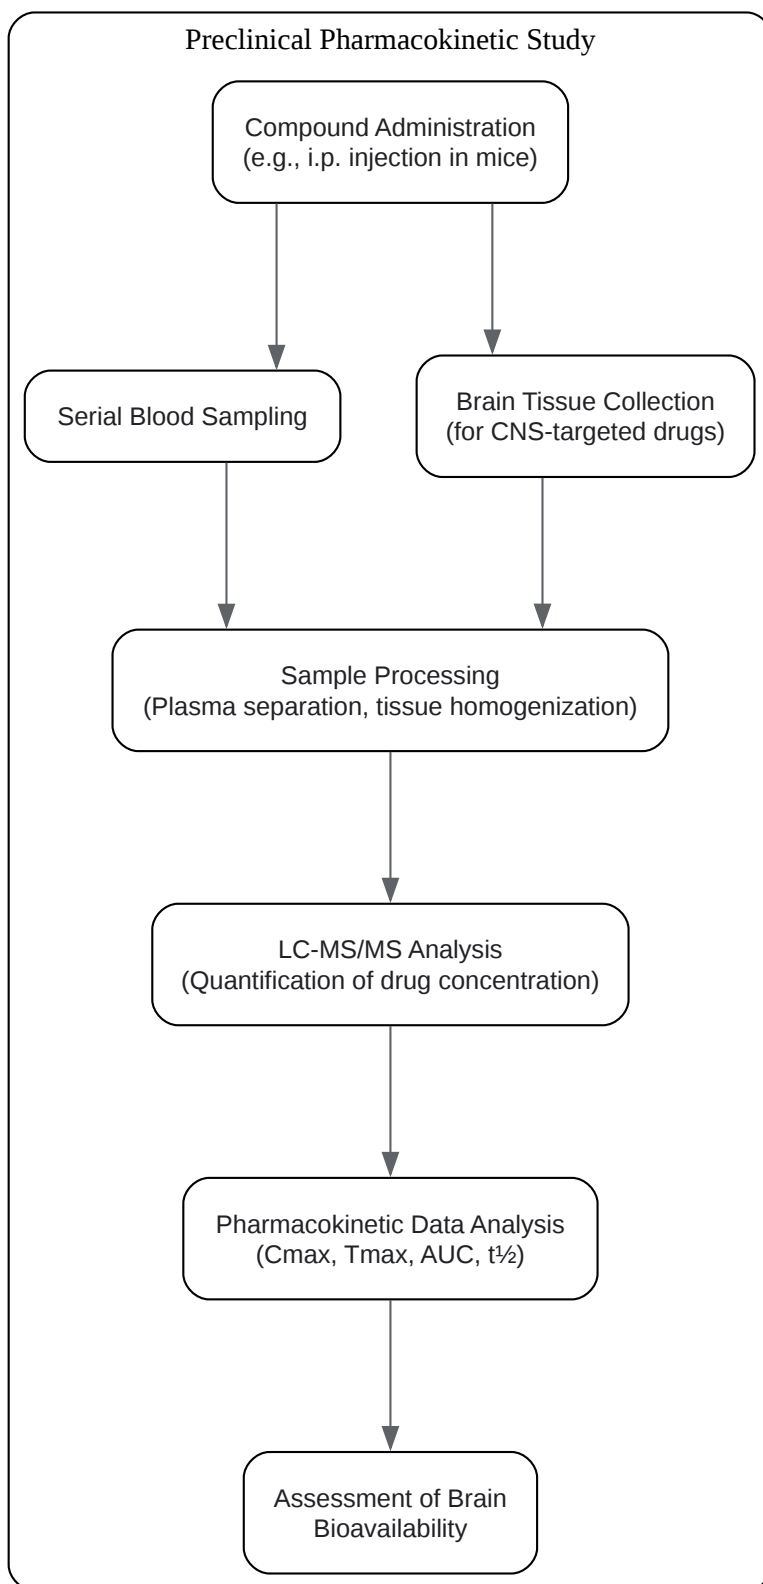 Preclinical Pharmacokinetic Study
Compound Administration
(e.g., i.p. injection in mice)
Serial Blood Sampling
Brain Tissue Collection
(for CNS-targeted drugs)
Sample Processing
(Plasma separation, tissue homogenization)
LC-MS/MS Analysis
(Quantification of drug concentration)
Pharmacokinetic Data Analysis
(Cmax, Tmax, AUC, t½)
Assessment of Brain
Bioavailability